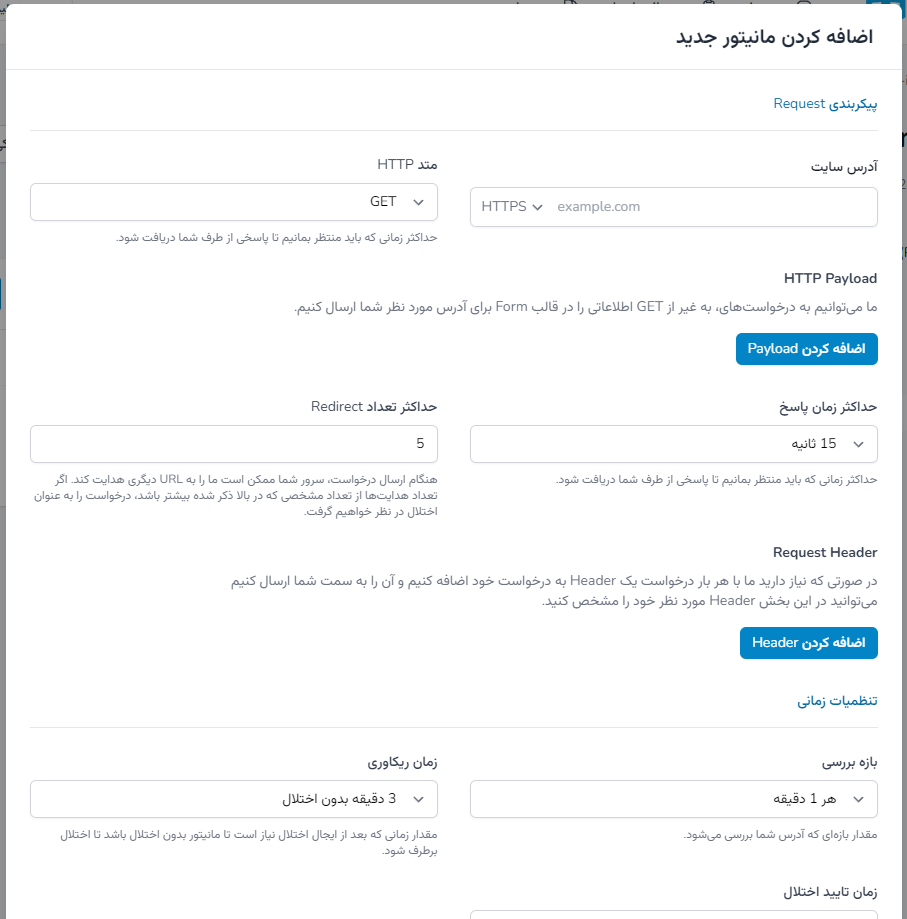 اضافه کردن مانیتور جدید
پیکربندی Request
آدرس سایت
HTTPS example.com
متد HTTP
GET
حداکثر زمانی که باید منتظر بمانیم تا پاسخی از طرف شما دریافت شود.
HTTP Payload
ما می‌توانیم به درخواست‌های، به غیر از GET اطلاعاتی را در قالب Form برای آدرس مورد نظر شما ارسال کنیم.
اضافه کردن Payload
حداکثر زمان پاسخ
15 ثانیه
حداکثر زمانی که باید منتظر بمانیم تا پاسخی از طرف شما دریافت شود.
حداکثر تعداد Redirect
5
هنگام ارسال درخواست، سرور شما ممکن است ما را به URL دیگری هدایت کند. اگر
تعداد هدایت‌ها از تعداد مشخصی که در بالا ذکر شده بیشتر باشد، درخواست را به عنوان
اختلال در نظر خواهیم گرفت.
Request Header
در صورتی که نیاز دارید ما با هر بار درخواست یک Header به درخواست خود اضافه کنیم و آن را به سمت شما ارسال کنیم
می‌توانید در این بخش Header مورد نظر خود را مشخص کنید.
اضافه کردن Header
تنظمیات زمانی
بازه بررسی
هر 1 دقیقه
مقدار بازه‌ای که آدرس شما بررسی می‌شود.
زمان ریکاوری
3 دقیقه بدون اختلال
مقدار زمانی که بعد از ایجال اختلال نیاز است تا مانیتور بدون اختلال باشد تا اختلال
برطرف شود.
زمان تایید اختلال